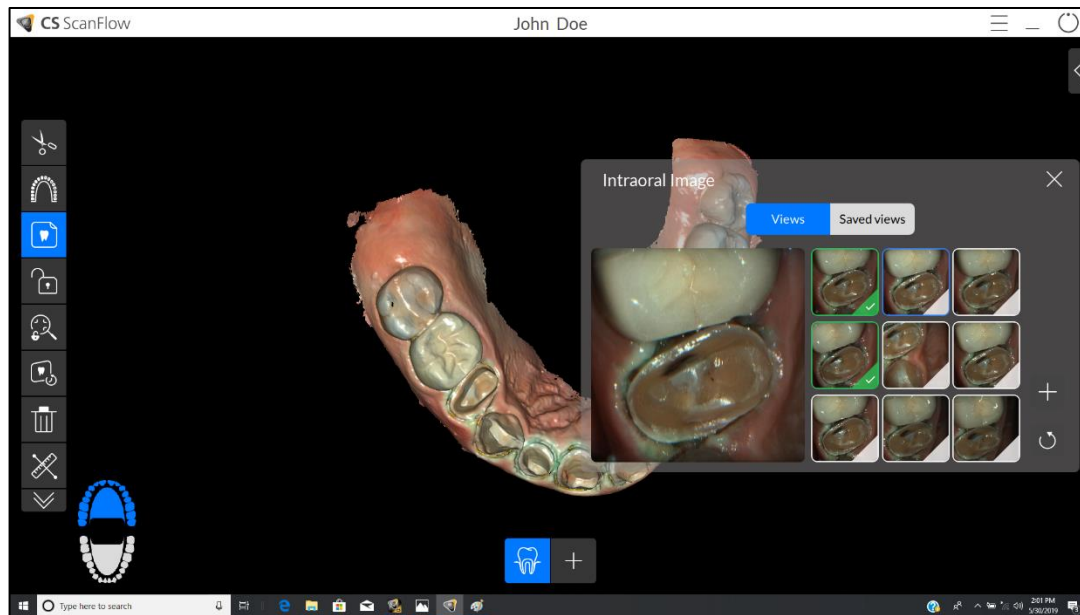 CS ScanFlow
John Doe
Intraoral Image
Views
Saved views
Type here to search
2:01 PM
5/30/2019